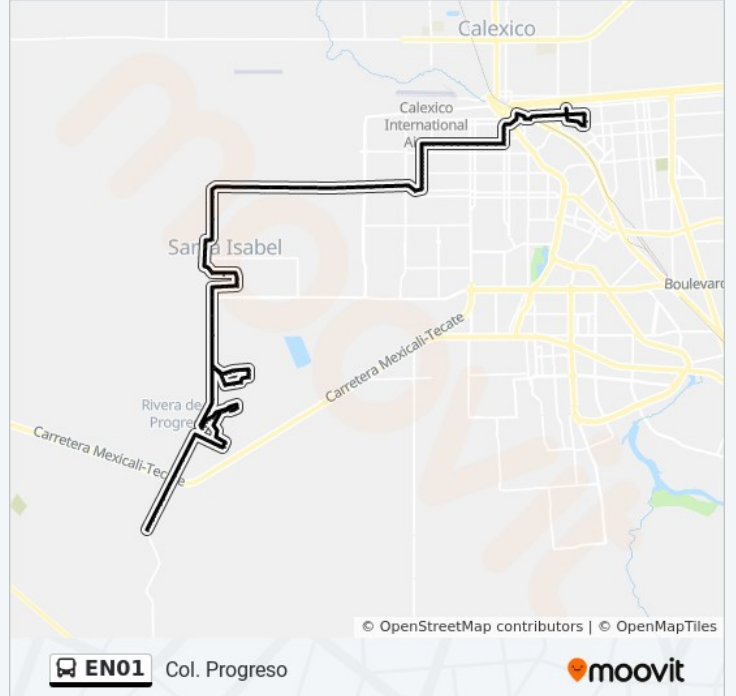 Calexico
Calexico
International
Santa Isabel
Boulevard
Carretera Mexicali-Tecate
Rivera de
Progreso
Carretera Mexicali-Tecate
moovit
© OpenStreetMap contributors | © OpenMapTiles
EN01 Col. Progreso
moovit